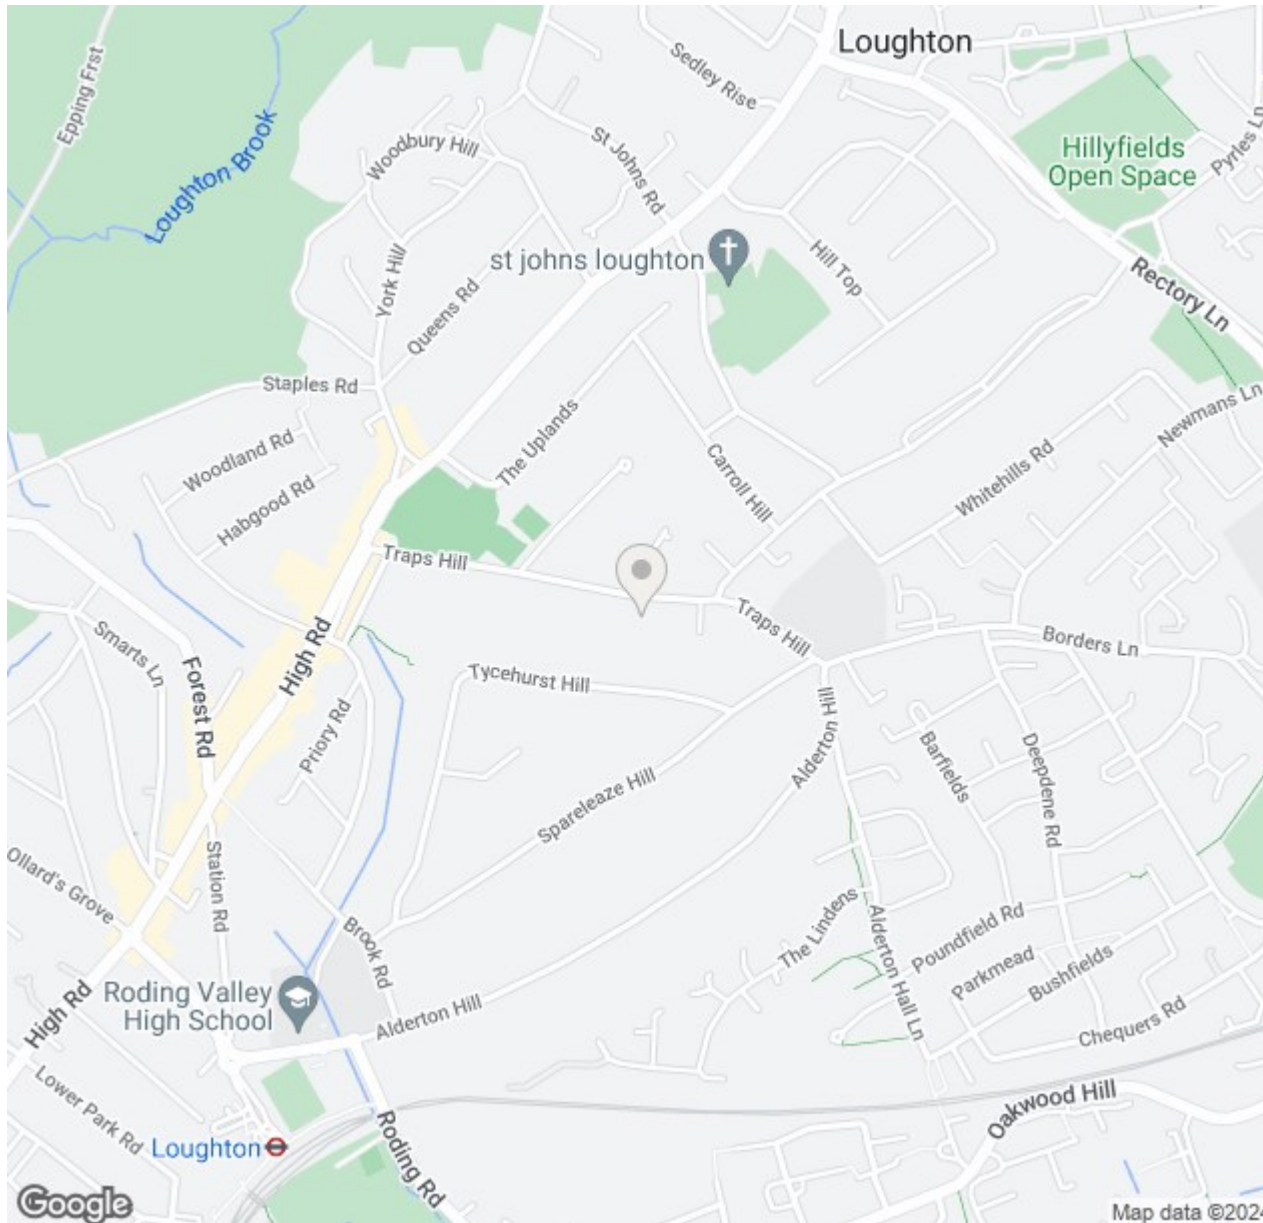 Loughton
Sedley Rise
Epping Frst
Loughton Brook
Woodbury Hill
St Johns Rd
Hillyfields
Open Space
Pyrles Ln
st johns loughton
Hill Top
York Hill
Queens Rd
Rectory Ln
Staples Rd
The Uplands
Woodland Rd
Habgood Rd
Carroll Hill
Whitehills Rd
Newmans Ln
Traps Hill
Traps Hill
Borders Ln
Smarts Ln
High Rd
Forest Rd
Tycehurst Hill
Priory Rd
Alderton Hill
Barfields
Deepdene Rd
Spareleaze Hill
Ollard's Grove
Station Rd
Brook Rd
The Lindens
Alderton Hall Ln
Poundfield Rd
Parkmead
Bushfields
Roding Valley
High School
High Rd
Alderton Hill
Chequers Rd
Lower Park Rd
Loughton
Roding Rd
Oakwood Hill
Google
Map data ©2024